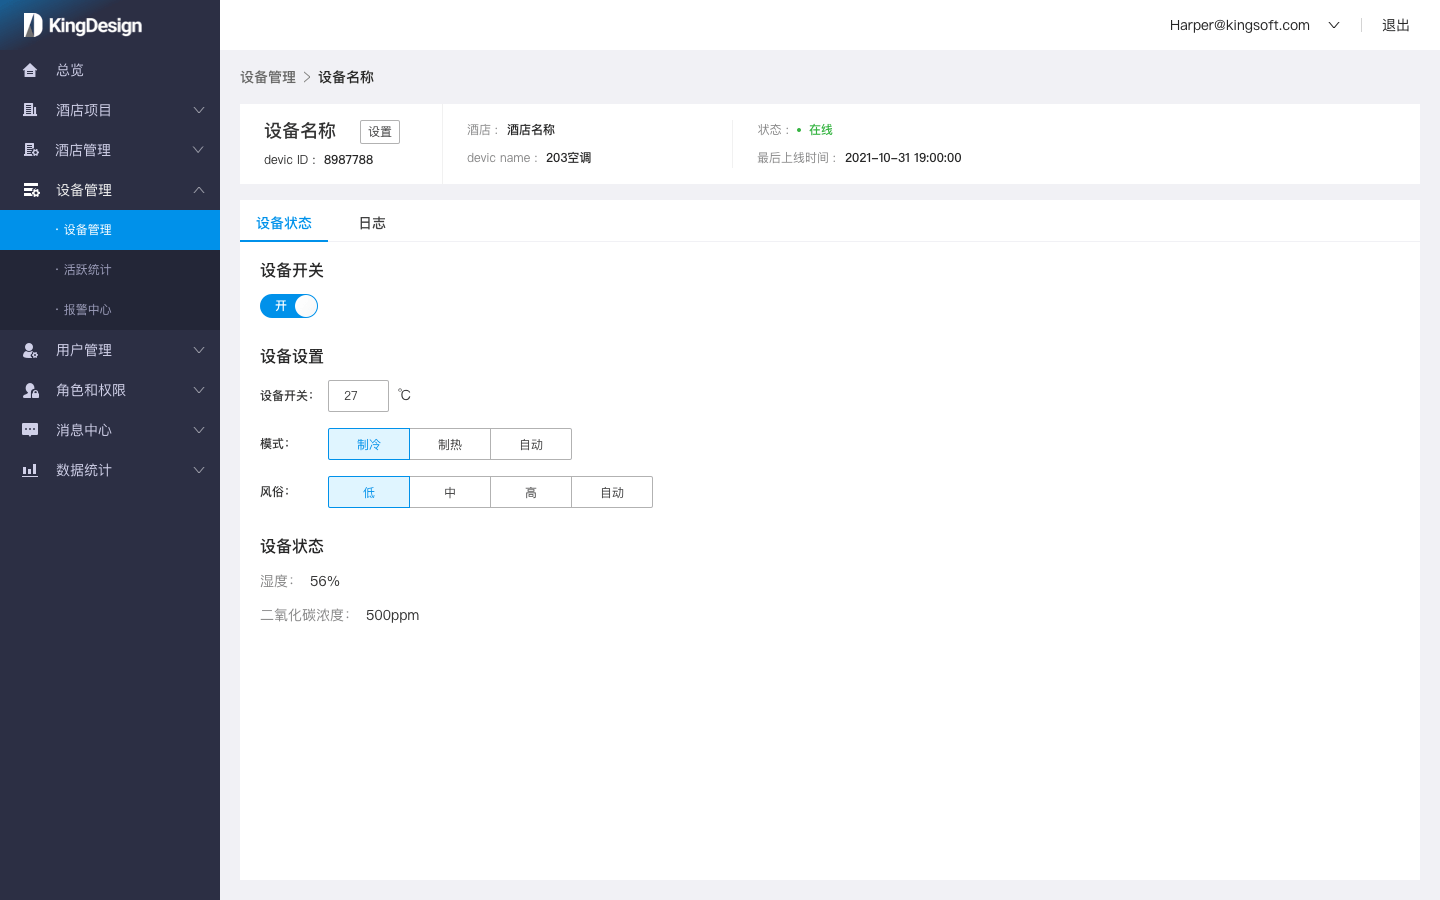 KingDesign
Harper@kingsoft.com 退出
总览
酒店项目
酒店管理
设备管理
· 设备管理
· 活跃统计
· 报警中心
用户管理
角色和权限
消息中心
数据统计
设备管理 > 设备名称
设备名称 设置
devic ID： 8987788
酒店： 酒店名称
devic name： 203空调
状态： • 在线
最后上线时间： 2021-10-31 19:00:00
设备状态 日志
设备开关
开
设备设置
设备开关： 27 ℃
模式： 制冷 制热 自动
风俗： 低 中 高 自动
设备状态
湿度： 56%
二氧化碳浓度： 500ppm